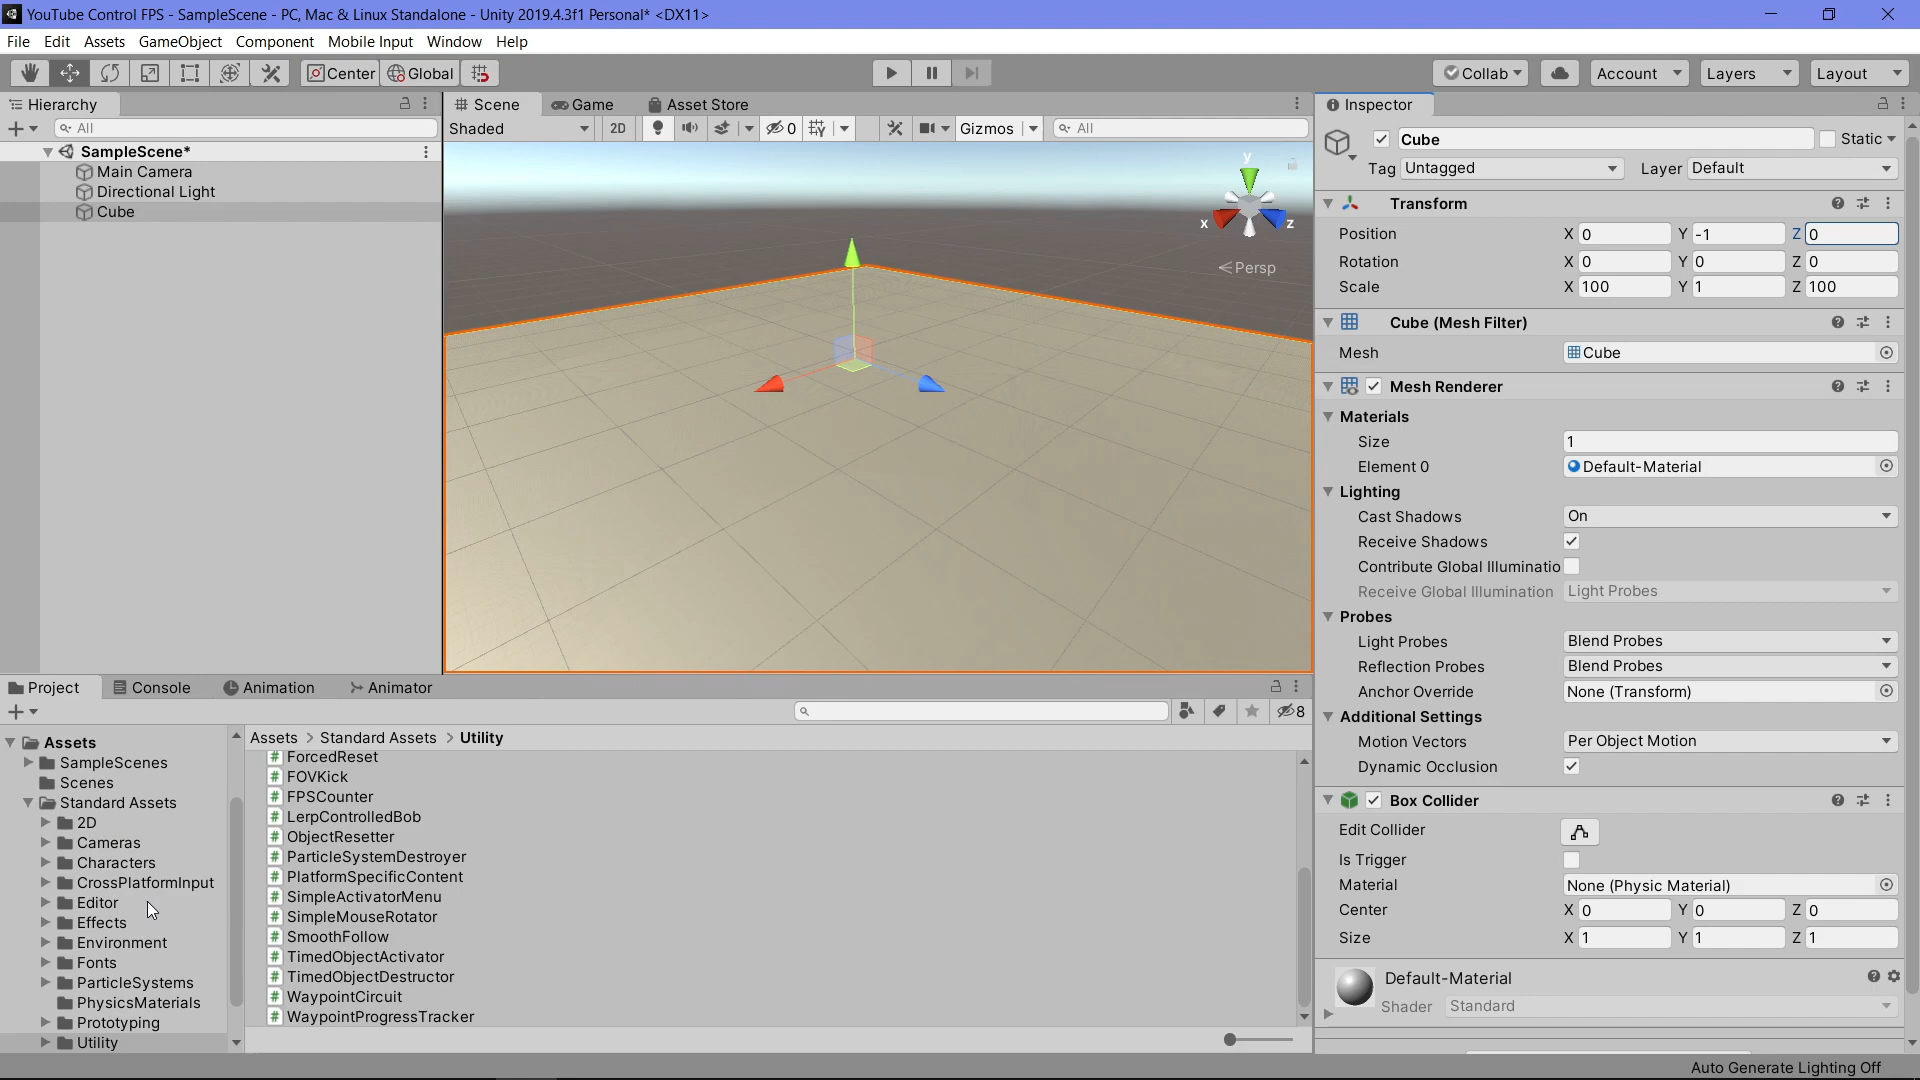 YouTube Control FPS - SampleScene - PC, Mac & Linux Standalone - Unity 2019.4.3f1 Personal* <DX11>
File Edit Assets GameObject Component Mobile Input Window Help
Center Global Collab Account Layers Layout
Hierarchy
All
SampleScene*
Main Camera
Directional Light
Cube
Scene Game Asset Store
Shaded 2D 0 Gizmos All
y
x z
Persp
Inspector
Cube Static
Tag Untagged Layer Default
Transform
Position X 0 Y -1 Z 0
Rotation X 0 Y 0 Z 0
Scale X 100 Y 1 Z 100
Cube (Mesh Filter)
Mesh Cube
Mesh Renderer
Materials
Size 1
Element 0 Default-Material
Lighting
Cast Shadows On
Receive Shadows
Contribute Global Illuminatio
Receive Global Illumination Light Probes
Probes
Light Probes Blend Probes
Reflection Probes Blend Probes
Anchor Override None (Transform)
Additional Settings
Motion Vectors Per Object Motion
Dynamic Occlusion
Box Collider
Edit Collider
Is Trigger
Material None (Physic Material)
Center X 0 Y 0 Z 0
Size X 1 Y 1 Z 1
Default-Material
Shader Standard
Project Console Animation Animator
8
Assets
SampleScenes
Scenes
Standard Assets
2D
Cameras
Characters
CrossPlatformInput
Editor
Effects
Environment
Fonts
ParticleSystems
PhysicsMaterials
Prototyping
Utility
Assets > Standard Assets > Utility
ForcedReset
FOVKick
FPSCounter
LerpControlledBob
ObjectResetter
ParticleSystemDestroyer
PlatformSpecificContent
SimpleActivatorMenu
SimpleMouseRotator
SmoothFollow
TimedObjectActivator
TimedObjectDestructor
WaypointCircuit
WaypointProgressTracker
Auto Generate Lighting Off